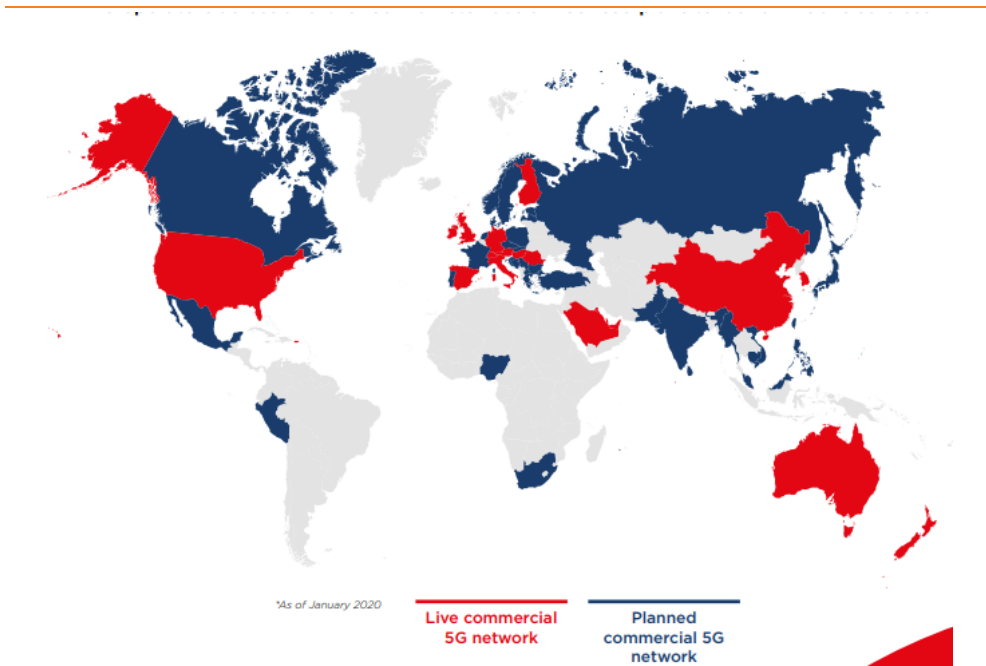 *As of January 2020
Live commercial
5G network
Planned
commercial 5G
network